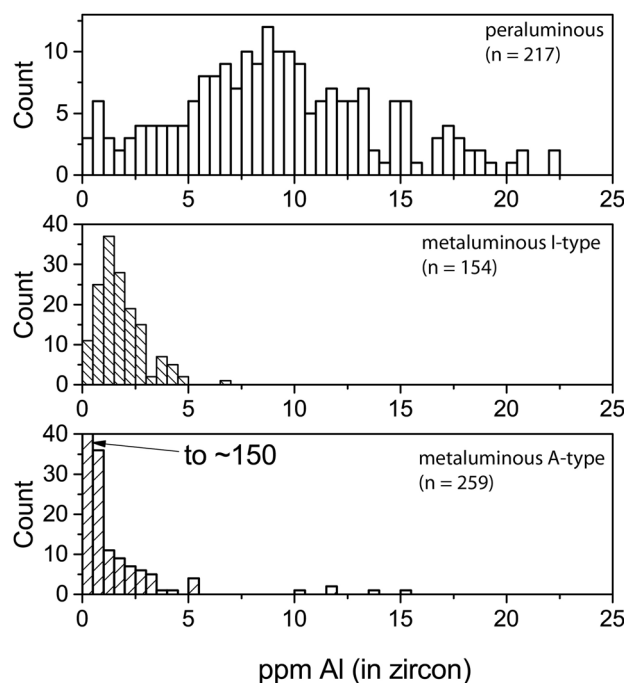 Count
10
5
0
0
5
10
15
20
25
peraluminous
(n = 217)
Count
40
30
20
10
0
0
5
10
15
20
25
metaluminous I-type
(n = 154)
Count
40
30
20
10
0
0
5
10
15
20
25
to ~150
metaluminous A-type
(n = 259)
ppm Al (in zircon)